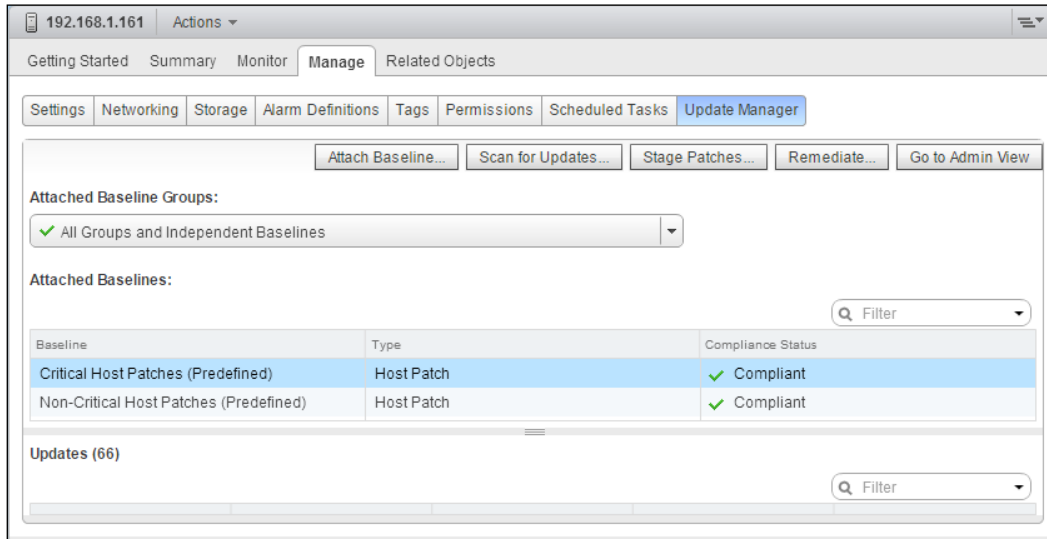 192.168.1.161 Actions
Getting Started Summary Monitor Manage Related Objects
Settings Networking Storage Alarm Definitions Tags Permissions Scheduled Tasks Update Manager
Attach Baseline... Scan for Updates... Stage Patches... Remediate... Go to Admin View
Attached Baseline Groups:
All Groups and Independent Baselines
Attached Baselines:
Filter
Baseline Type Compliance Status
Critical Host Patches (Predefined) Host Patch Compliant
Non-Critical Host Patches (Predefined) Host Patch Compliant
Updates (66)
Filter